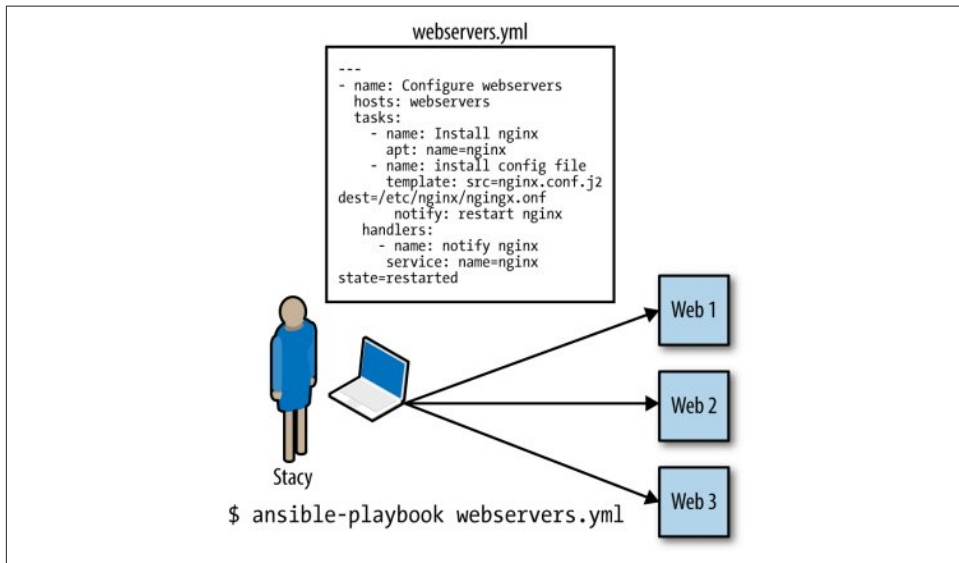 webservers.yml
---
- name: Configure webservers
  hosts: webservers
  tasks:
    - name: Install nginx
      apt: name=nginx
    - name: install config file
      template: src=nginx.conf.j2
dest=/etc/nginx/ngingx.onf
       notify: restart nginx
   handlers:
     - name: notify nginx
      service: name=nginx
state=restarted
Web 1
Web 2
Web 3
Stacy
$ ansible-playbook webservers.yml